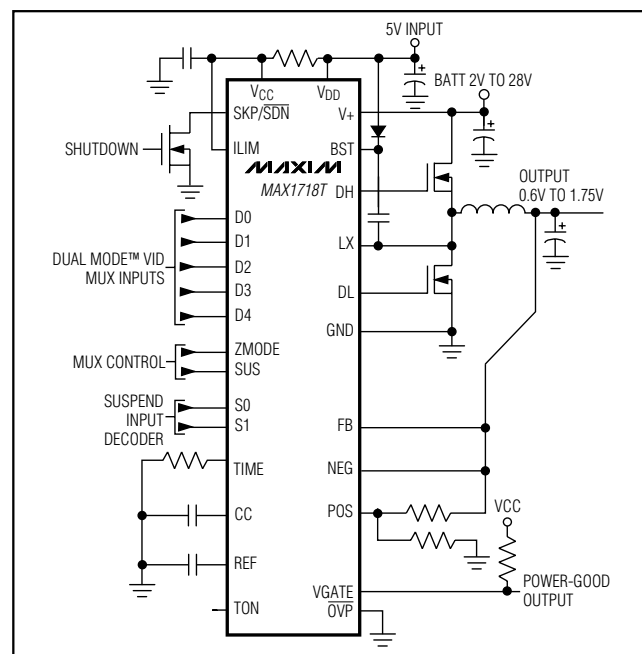 5V INPUT
BATT 2V TO 28V
VCC
VDD
SKP/SDN
V+
SHUTDOWN
ILIM
BST
MAXIM
MAX1718T
DH
OUTPUT
0.6V TO 1.75V
D0
D1
D2
D3
D4
DUAL MODE™ VID
MUX INPUTS
LX
DL
GND
MUX CONTROL
ZMODE
SUS
SUSPEND
INPUT
DECODER
S0
S1
FB
TIME
NEG
CC
POS
VCC
REF
VGATE
POWER-GOOD
OUTPUT
TON
OVP